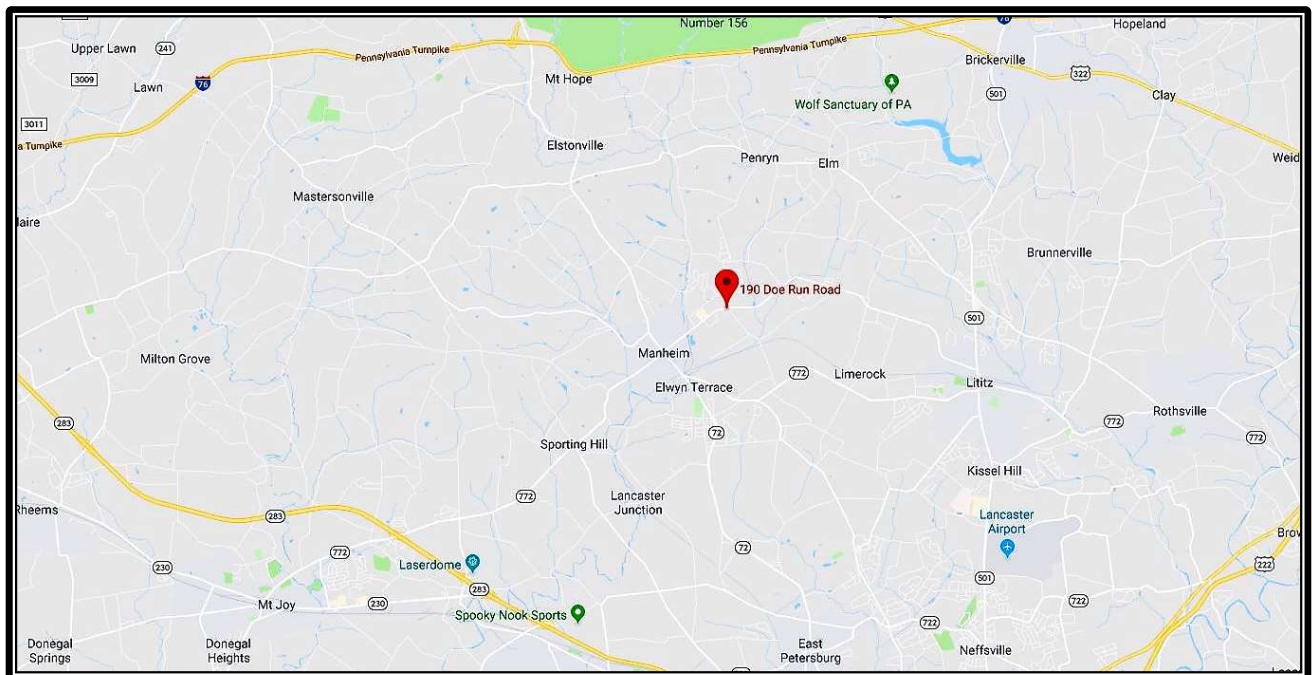 Number 156
76
Hopeland
Upper Lawn
241
Pennsylvania Turnpike
Pennsylvania Turnpike
Brickerville
3009
Lawn
76
Mt Hope
322
501
Clay
Wolf Sanctuary of PA
3011
a Turnpike
Elstonville
Penryn
Elm
Weid
Mastersonville
laire
Brunnerville
190 Doe Run Road
501
Milton Grove
Manheim
Elwyn Terrace
772
Limerock
Lititz
283
72
Rothsville
772
772
Sporting Hill
Kissel Hill
772
Lancaster
Junction
Rheems
283
Lancaster
Airport
Brov
772
72
Laserdome
230
283
501
222
Mt Joy
230
722
Spooky Nook Sports
722
Donegal
Springs
Donegal
Heights
East
Petersburg
Neffsville